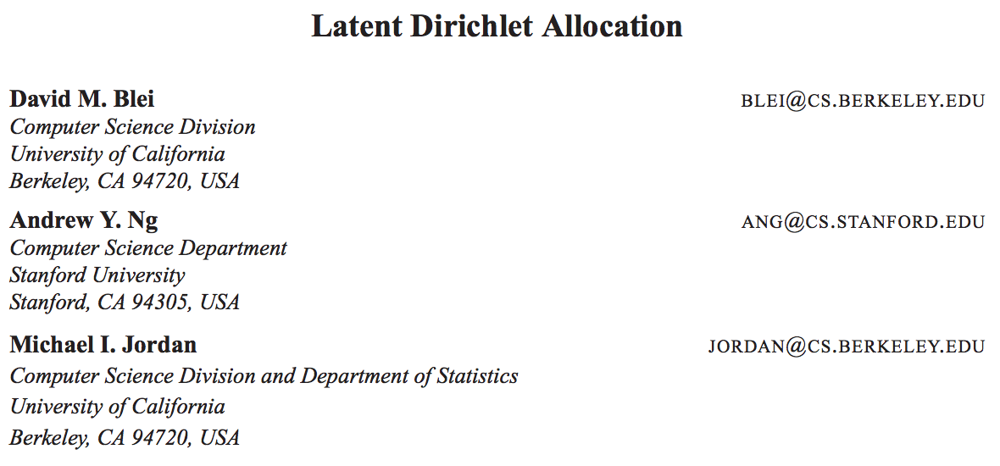 Latent Dirichlet Allocation
David M. Blei BLEI@CS.BERKELEY.EDU
Computer Science Division
University of California
Berkeley, CA 94720, USA
Andrew Y. Ng ANG@CS.STANFORD.EDU
Computer Science Department
Stanford University
Stanford, CA 94305, USA
Michael I. Jordan JORDAN@CS.BERKELEY.EDU
Computer Science Division and Department of Statistics
University of California
Berkeley, CA 94720, USA